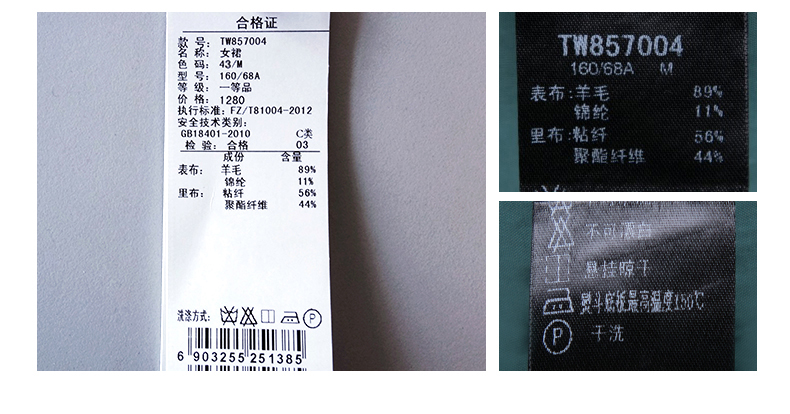 合格证
款 号: TW857004
名 称: 女裙
色 码: 43/M
型 号: 160/68A
等 级: 一等品
价 格: 1280
执行标准: FZ/T81004-2012
安全技术类别:
GB18401-2010 C类
检 验: 合格 03
成份 含量
表布: 羊毛 89%
锦纶 11%
里布: 粘纤 56%
聚酯纤维 44%
洗涤方式: P
6 903255 251385
TW857004
160/68A M
表布:羊毛 89%
锦纶 11%
里布:粘纤 56%
聚酯纤维 44%
不可漂白
悬挂晾干
熨斗底板最高温度150℃
P 干洗